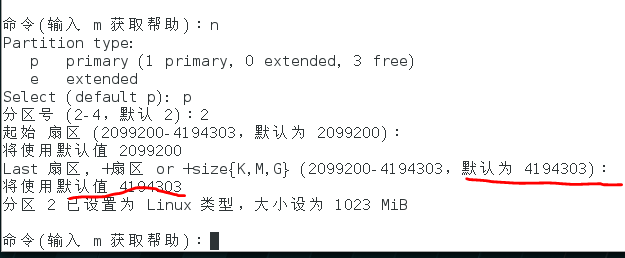 命令(输入 m 获取帮助)：n
Partition type:
p primary (1 primary, 0 extended, 3 free)
e extended
Select (default p): p
分区号 (2-4，默认 2)：2
起始 扇区 (2099200-4194303，默认为 2099200)：
将使用默认值 2099200
Last 扇区, +扇区 or +size{K,M,G} (2099200-4194303，默认为 4194303)：
将使用默认值 4194303
分区 2 已设置为 Linux 类型，大小设为 1023 MiB
命令(输入 m 获取帮助)：